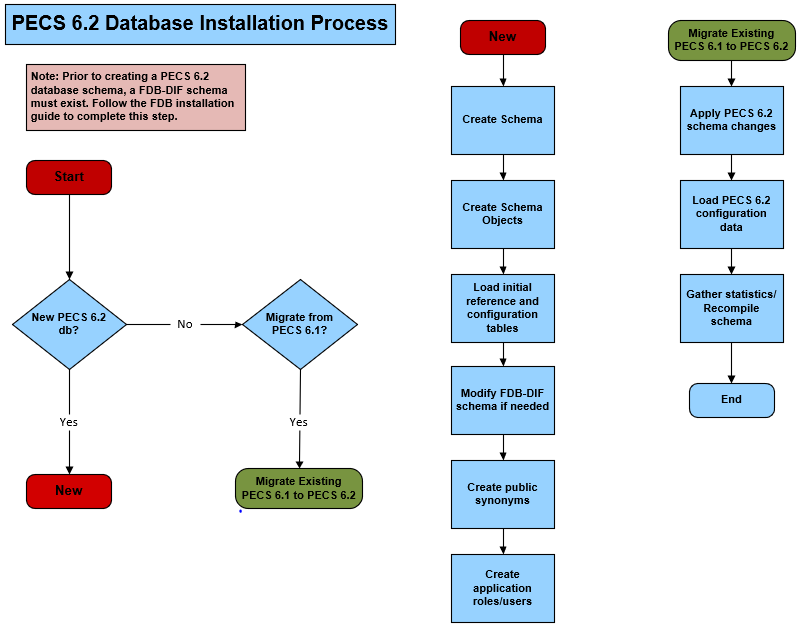 PECS 6.2 Database Installation Process
Note: Prior to creating a PECS 6.2
database schema, a FDB-DIF schema
must exist. Follow the FDB installation
guide to complete this step.
Start
New PECS 6.2
db?
No
Migrate from
PECS 6.1?
Yes
Yes
New
Migrate Existing
PECS 6.1 to PECS 6.2
New
Create Schema
Create Schema
Objects
Load initial
reference and
configuration
tables
Modify FDB-DIF
schema if needed
Create public
synonyms
Create
application
roles/users
Migrate Existing
PECS 6.1 to PECS 6.2
Apply PECS 6.2
schema changes
Load PECS 6.2
configuration
data
Gather statistics/
Recompile
schema
End